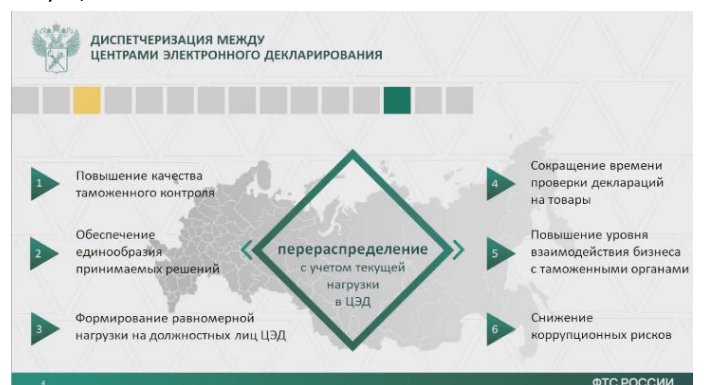 ДИСПЕТЧЕРИЗАЦИЯ МЕЖДУ
ЦЕНТРАМИ ЭЛЕКТРОННОГО ДЕКЛАРИРОВАНИЯ
1
Повышение качества
таможенного контроля
2
Обеспечение
единообразия
принимаемых решений
3
Формирование равномерной
нагрузки на должностных лиц ЦЭД
перераспределение
с учетом текущей
нагрузки
в ЦЭД
4
Сокращение времени
проверки деклараций
на товары
5
Повышение уровня
взаимодействия бизнеса
с таможенными органами
6
Снижение
коррупционных рисков
ФТС РОССИИ